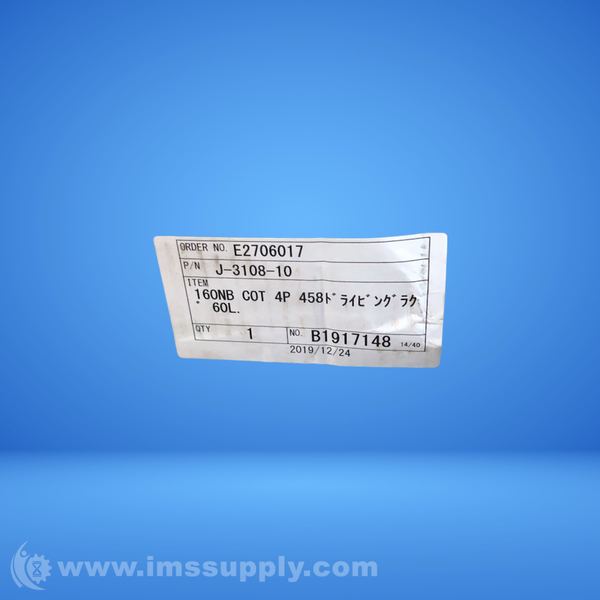 ORDER NO. E2706017
P/N J-3108-10
ITEM
160NB COT 4P 458ﾄﾞﾗｲﾋﾞﾝｸﾞﾗｸ
ﾞ 60L.
QTY 1 NO. B1917148 14/40
2019/12/24
www.imssupply.com